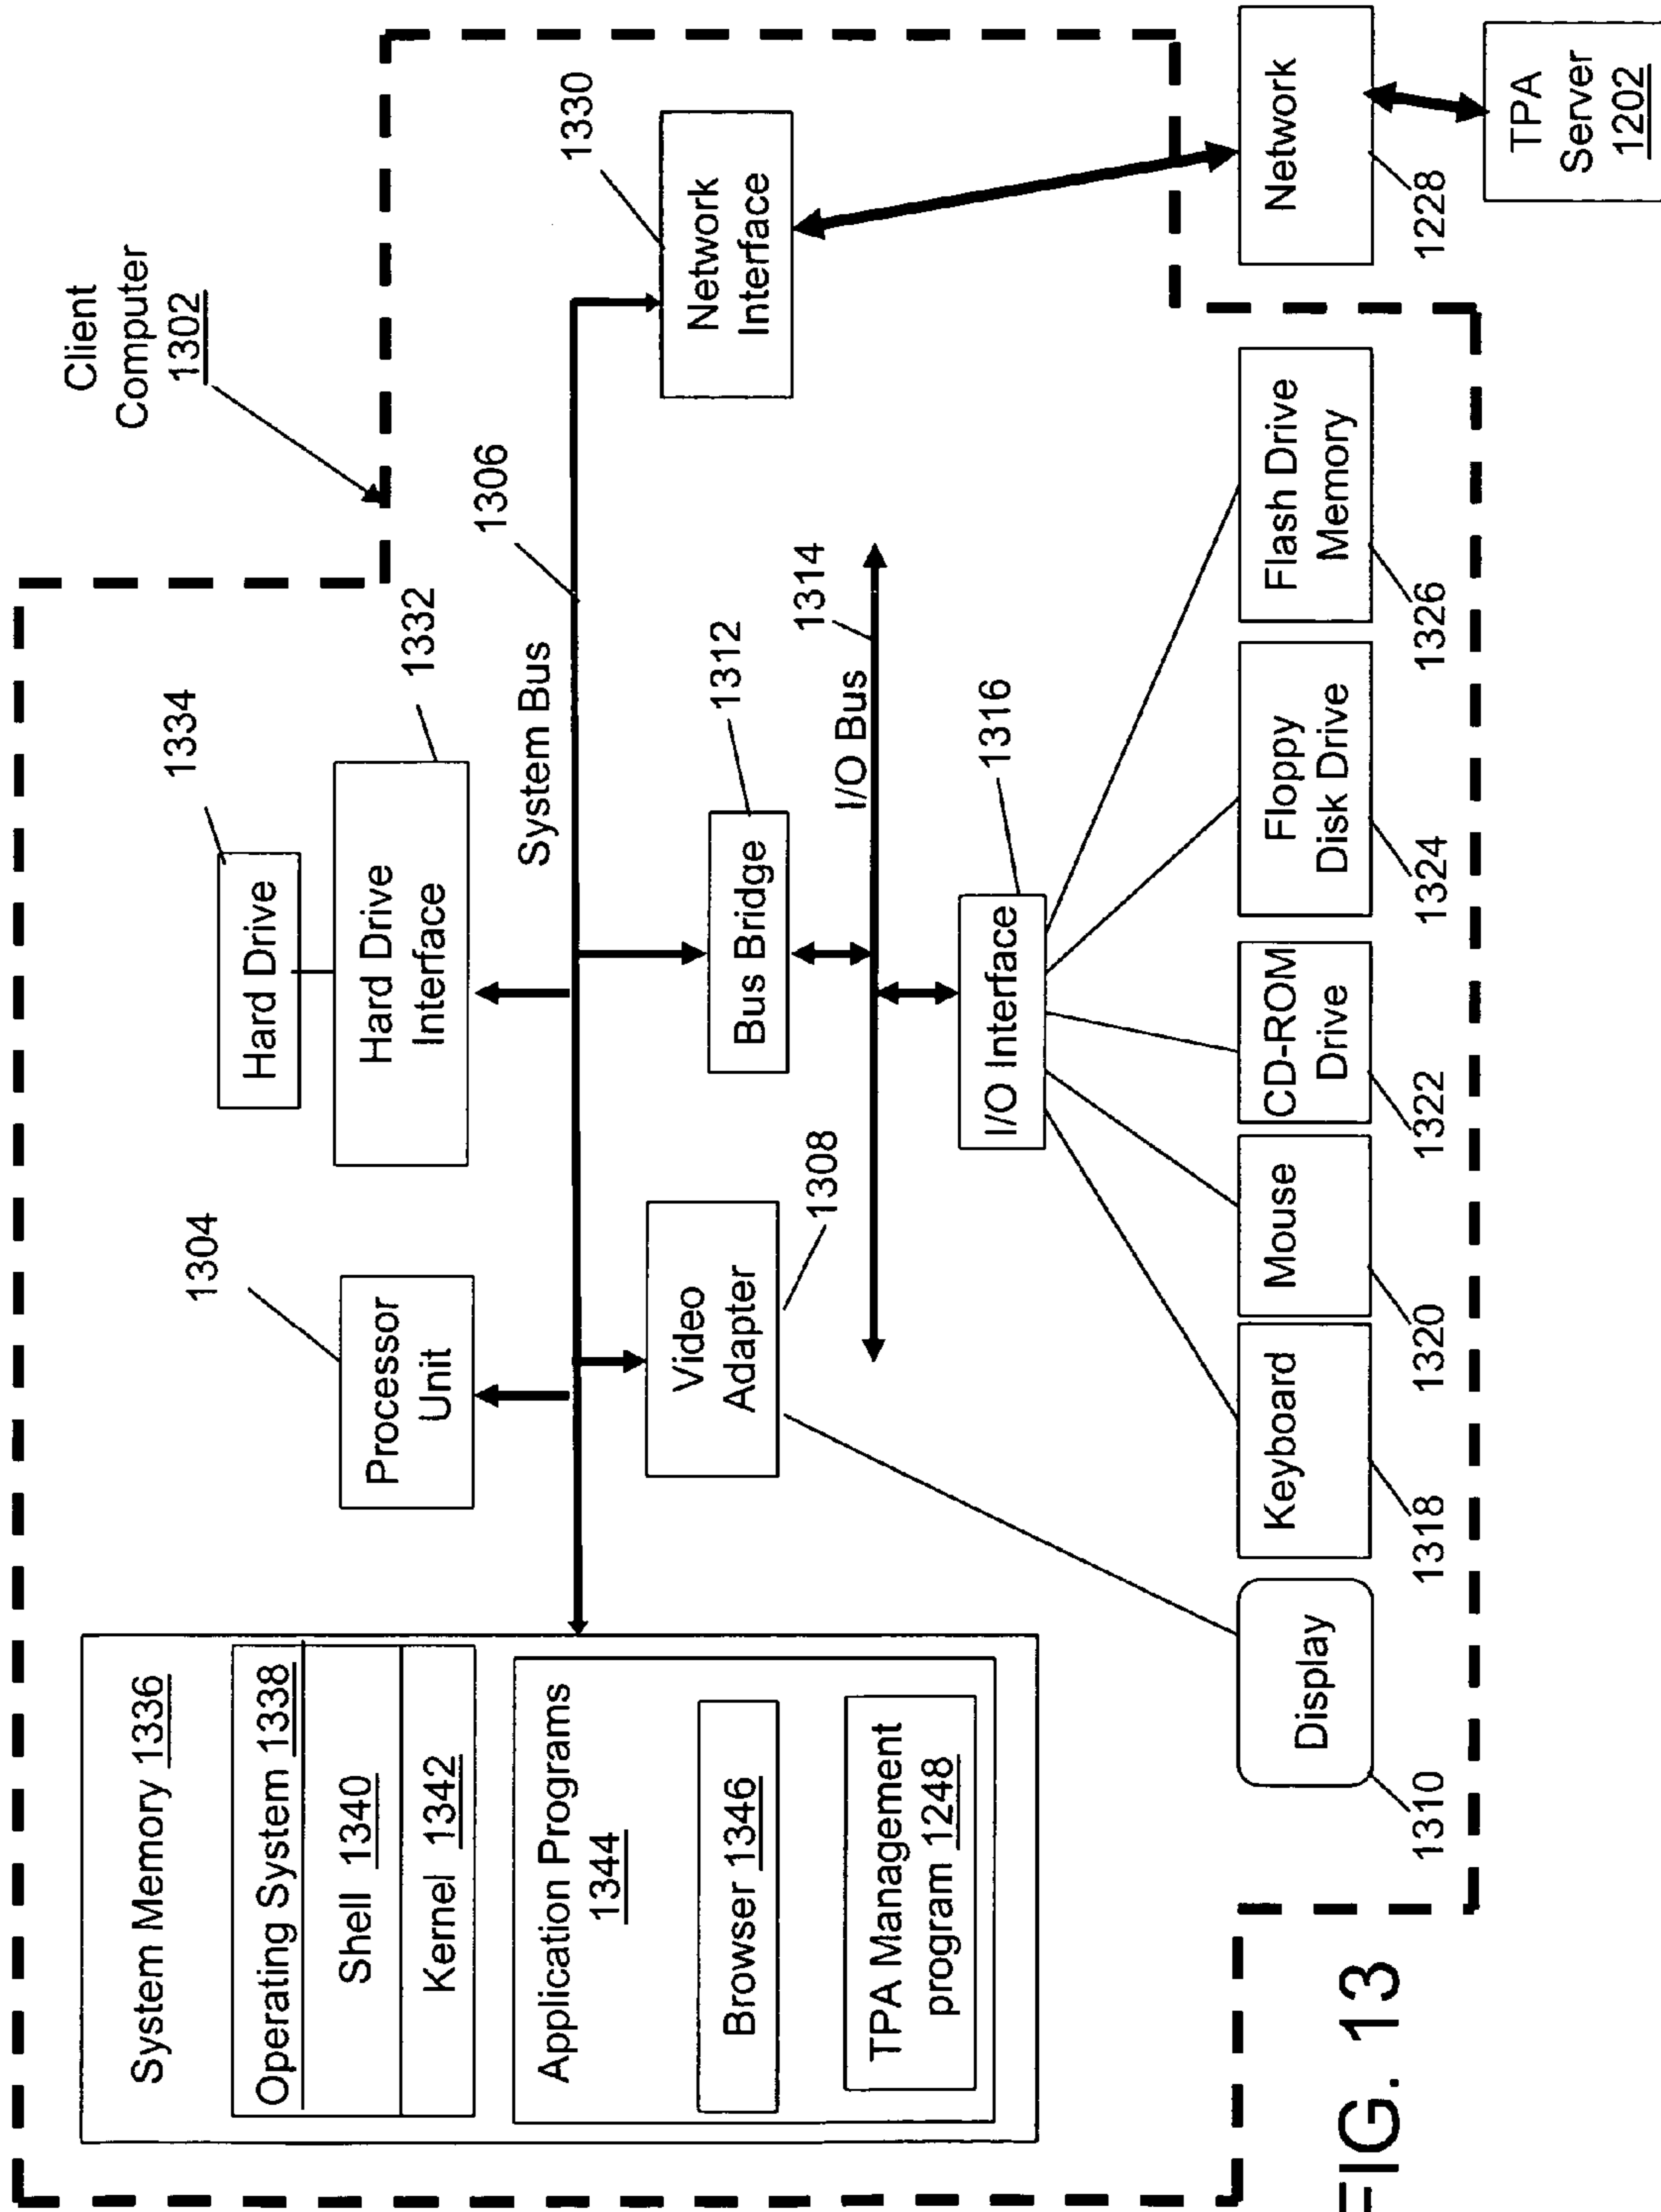 Client
Computer
1302
System Memory 1336
Operating System 1338
Shell 1340
Kernel 1342
Application Programs
1344
Browser 1346
TPA Management
program 1248
1304
Processor
Unit
1334
Hard Drive
Hard Drive
Interface
1332
System Bus
1306
1330
Network
Interface
Video
Adapter
1308
Bus Bridge
1312
I/O Bus
1314
I/O Interface
1316
Display
1310
Keyboard
1318
Mouse
1320
CD-ROM
Drive
1322
Floppy
Disk Drive
1324
Flash Drive
Memory
1326
Network
1228
TPA
Server
1202
FIG. 13